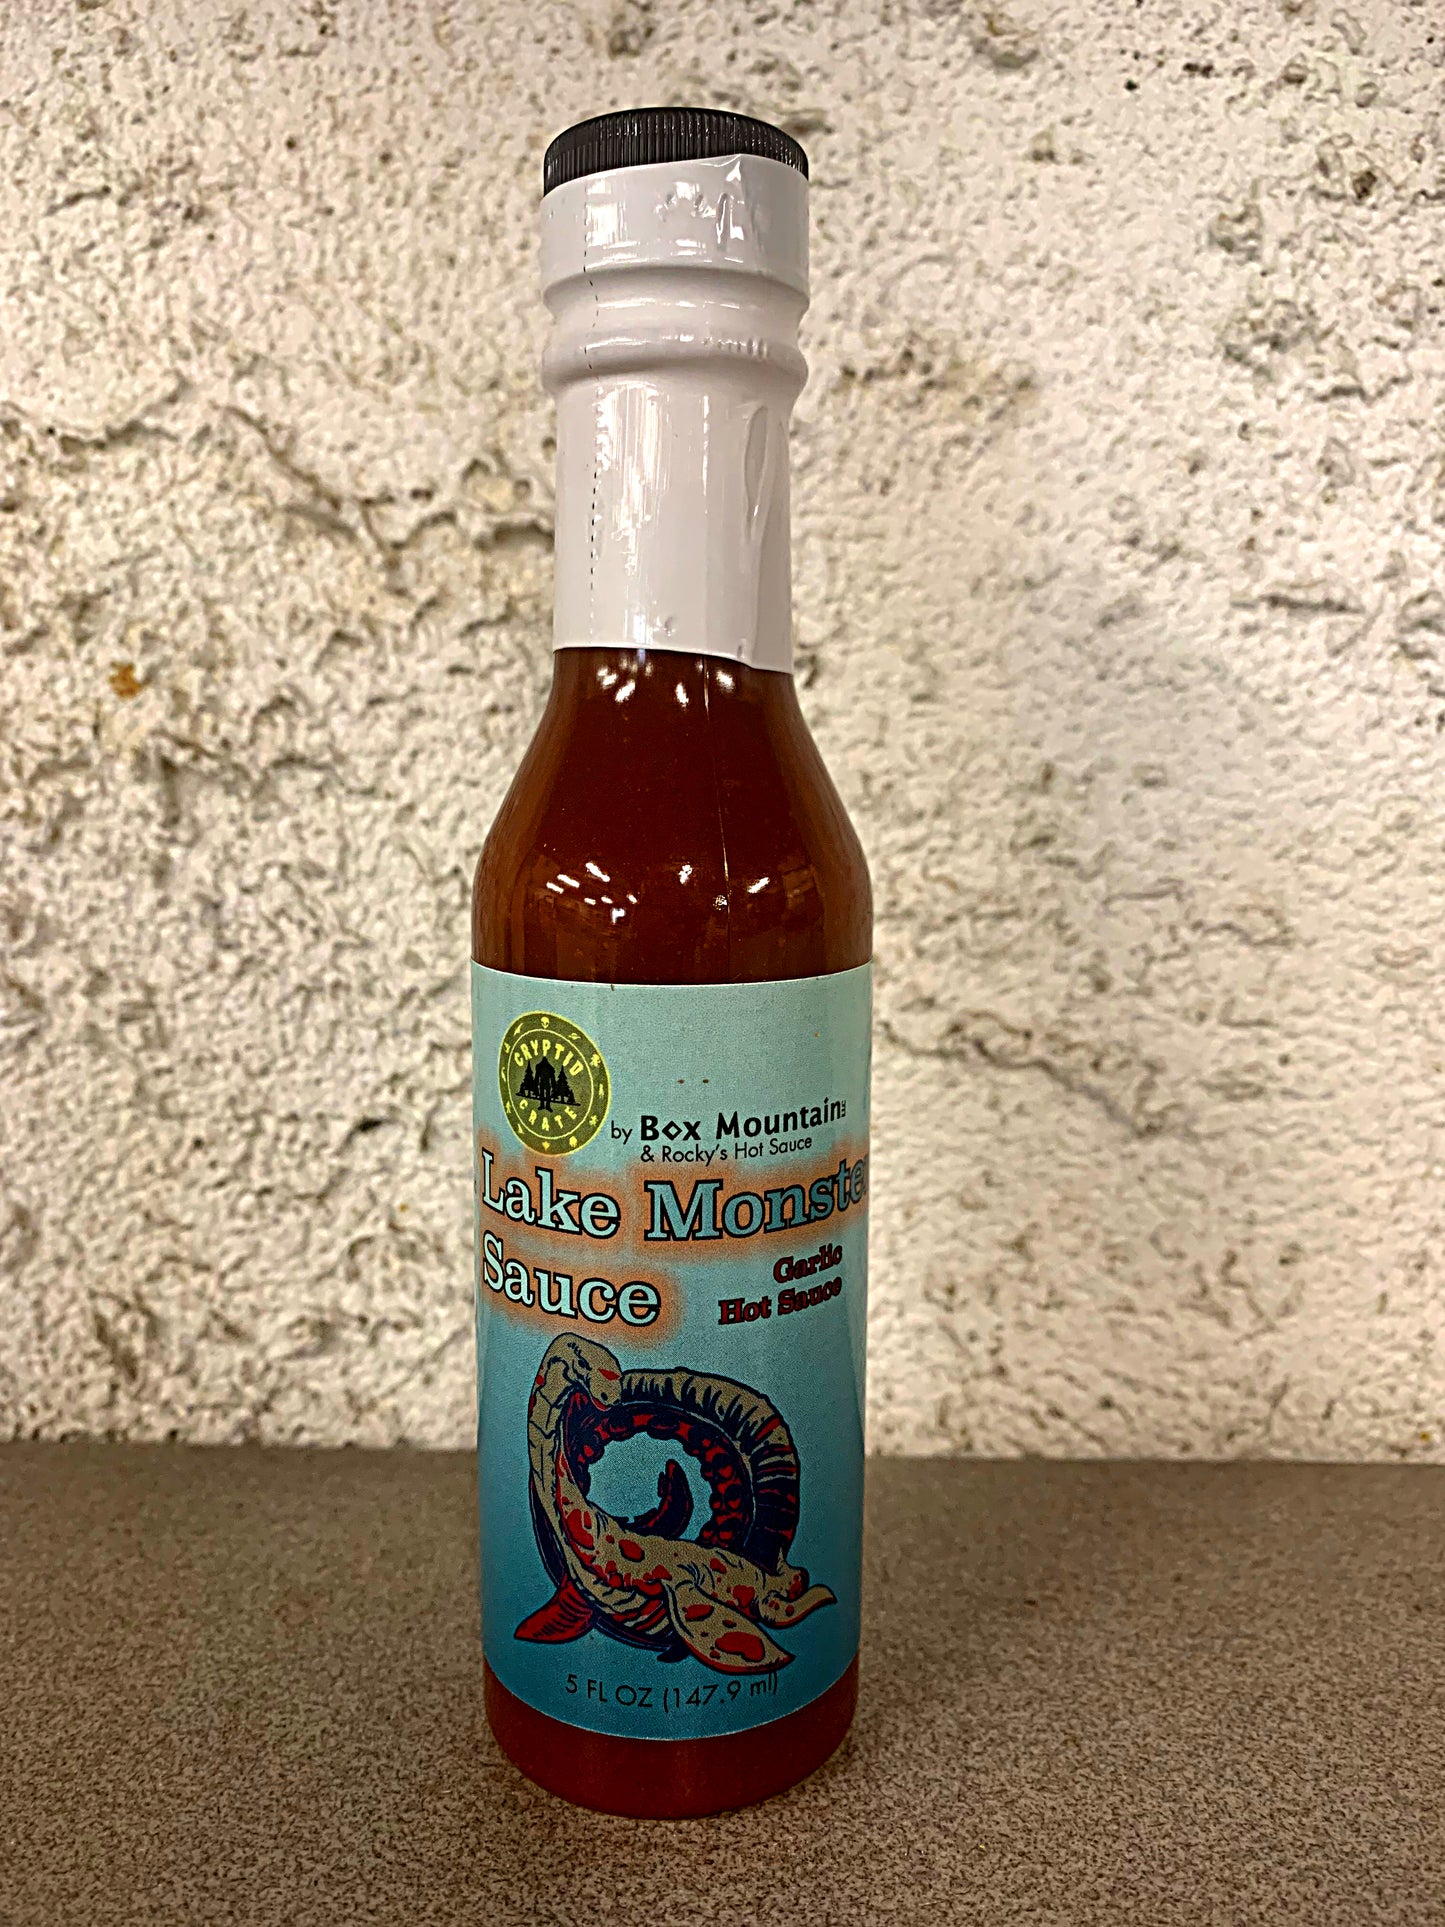 CRYPTID
CRATE
by Box Mountain LLC
& Rocky's Hot Sauce
Lake Monster
Sauce
Garlic
Hot Sauce
5 FL OZ (147.9 ml)